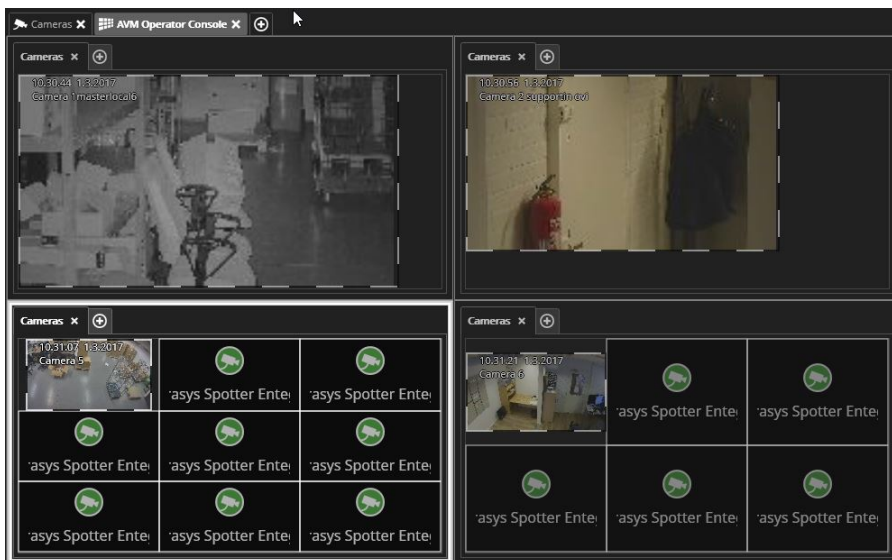 Cameras AVM Operator Console
Cameras
10.30.44 1.3.2017
Camera 1masterlocal6
Cameras
10.30.56 1.3.2017
Camera 2 supportin ovi
Cameras
10.31.07 1.3.2017
Camera 5
asys Spotter Ente
asys Spotter Ente
asys Spotter Ente
asys Spotter Ente
asys Spotter Ente
asys Spotter Ente
asys Spotter Ente
asys Spotter Ente
Cameras
10.31.21 1.3.2017
Camera 6
asys Spotter Ente
asys Spotter Ente
asys Spotter Ente
asys Spotter Ente
asys Spotter Ente